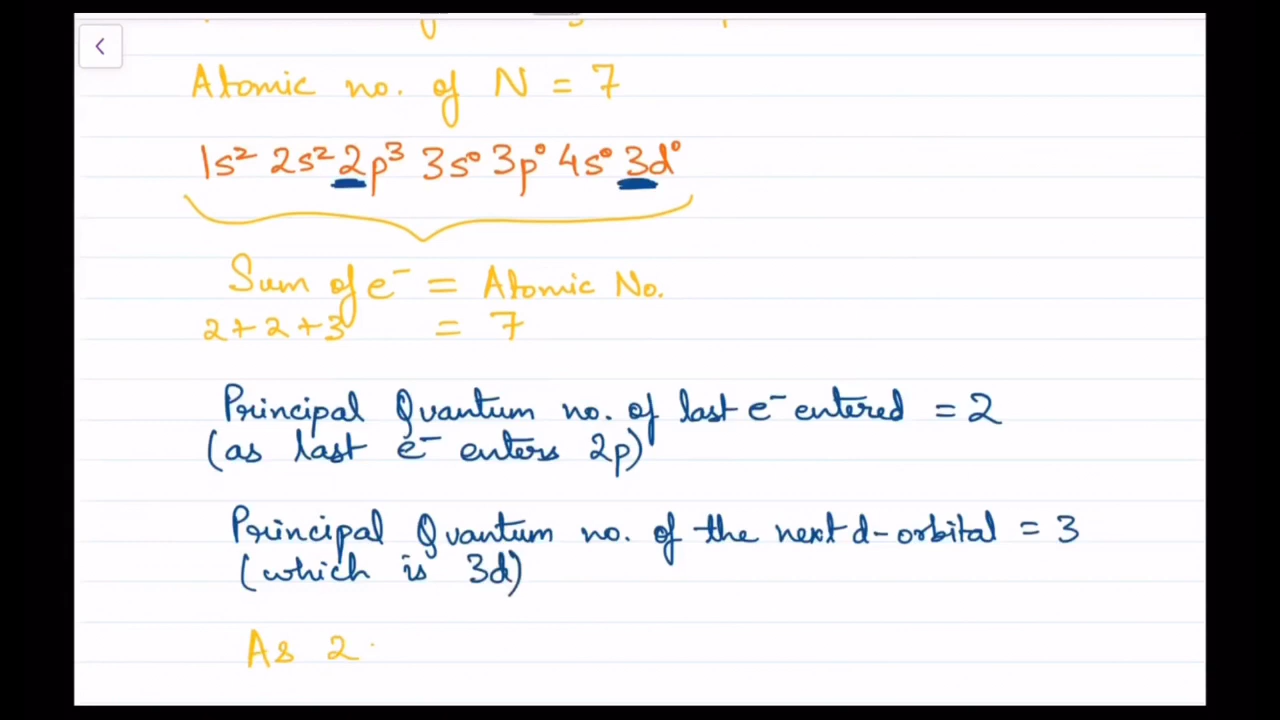 Atomic no. of N = 7
1s² 2s² 2p³ 3s⁰ 3p⁰ 4s⁰ 3d⁰
Sum of e⁻ = Atomic No.
2+2+3 = 7
Principal Quantum no. of last e⁻ entered = 2
(as last e⁻ enters 2p)
Principal Quantum no. of the next d-orbital = 3
(which is 3d)
As 2